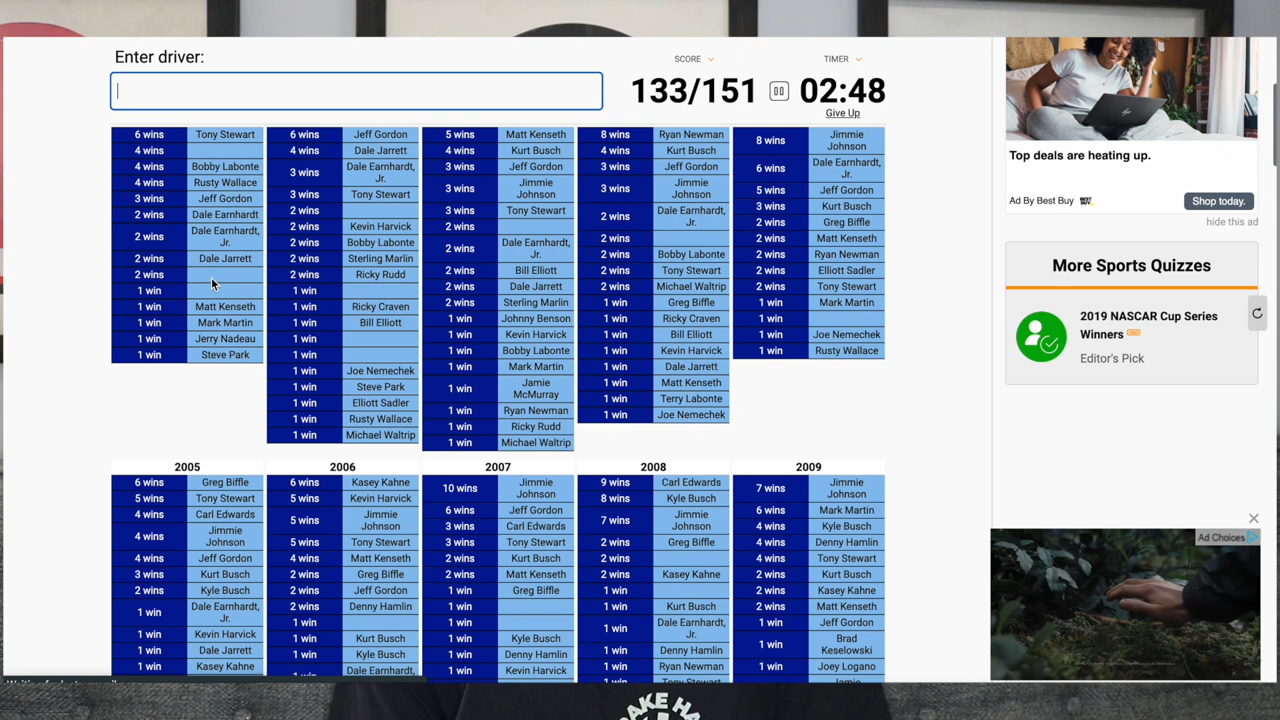 Enter driver:
SCORE
TIMER
133/151
02:48
Give Up
6 wins Tony Stewart
4 wins
4 wins Bobby Labonte
4 wins Rusty Wallace
3 wins Jeff Gordon
2 wins Dale Earnhardt
2 wins Dale Earnhardt, Jr.
2 wins Dale Jarrett
2 wins
1 win
1 win Matt Kenseth
1 win Mark Martin
1 win Jerry Nadeau
1 win Steve Park
6 wins Jeff Gordon
4 wins Dale Jarrett
3 wins Dale Earnhardt, Jr.
3 wins Tony Stewart
2 wins
2 wins Kevin Harvick
2 wins Bobby Labonte
2 wins Sterling Marlin
2 wins Ricky Rudd
1 win
1 win Ricky Craven
1 win Bill Elliott
1 win
1 win
1 win Joe Nemechek
1 win Steve Park
1 win Elliott Sadler
1 win Rusty Wallace
1 win Michael Waltrip
5 wins Matt Kenseth
4 wins Kurt Busch
3 wins Jeff Gordon
3 wins Jimmie Johnson
3 wins Tony Stewart
2 wins
2 wins Dale Earnhardt, Jr.
2 wins Bill Elliott
2 wins Dale Jarrett
2 wins Sterling Marlin
1 win Johnny Benson
1 win Kevin Harvick
1 win Bobby Labonte
1 win Mark Martin
1 win Jamie McMurray
1 win Ryan Newman
1 win Ricky Rudd
1 win Michael Waltrip
8 wins Ryan Newman
4 wins Kurt Busch
3 wins Jeff Gordon
3 wins Jimmie Johnson
2 wins Dale Earnhardt, Jr.
2 wins
2 wins Bobby Labonte
2 wins Tony Stewart
2 wins Michael Waltrip
1 win Greg Biffle
1 win Ricky Craven
1 win Bill Elliott
1 win Kevin Harvick
1 win Dale Jarrett
1 win Matt Kenseth
1 win Terry Labonte
1 win Joe Nemechek
8 wins Jimmie Johnson
6 wins Dale Earnhardt, Jr.
5 wins Jeff Gordon
3 wins Kurt Busch
2 wins Greg Biffle
2 wins Matt Kenseth
2 wins Ryan Newman
2 wins Elliott Sadler
2 wins Tony Stewart
1 win Mark Martin
1 win
1 win Joe Nemechek
1 win Rusty Wallace
2005
6 wins Greg Biffle
5 wins Tony Stewart
4 wins Carl Edwards
4 wins Jimmie Johnson
4 wins Jeff Gordon
3 wins Kurt Busch
2 wins Kyle Busch
1 win Dale Earnhardt, Jr.
1 win Kevin Harvick
1 win Dale Jarrett
1 win Kasey Kahne
2006
6 wins Kasey Kahne
5 wins Kevin Harvick
5 wins Jimmie Johnson
5 wins Tony Stewart
4 wins Matt Kenseth
2 wins Greg Biffle
2 wins Jeff Gordon
2 wins Denny Hamlin
1 win
1 win Kurt Busch
1 win Kyle Busch
1 win Dale Earnhardt,
2007
10 wins Jimmie Johnson
6 wins Jeff Gordon
3 wins Carl Edwards
3 wins Tony Stewart
2 wins Kurt Busch
2 wins Matt Kenseth
1 win Greg Biffle
1 win
1 win
1 win Kyle Busch
1 win Denny Hamlin
1 win Kevin Harvick
2008
9 wins Carl Edwards
8 wins Kyle Busch
7 wins Jimmie Johnson
2 wins Greg Biffle
2 wins
2 wins Kasey Kahne
1 win
1 win Kurt Busch
1 win Dale Earnhardt, Jr.
1 win Denny Hamlin
1 win Ryan Newman
1 win Tony Stewart
2009
7 wins Jimmie Johnson
6 wins Mark Martin
4 wins Kyle Busch
4 wins Denny Hamlin
4 wins Tony Stewart
2 wins Kurt Busch
2 wins Kasey Kahne
2 wins Matt Kenseth
1 win Jeff Gordon
1 win Brad Keselowski
1 win Joey Logano
1 win Jamie
Top deals are heating up.
Ad By Best Buy
BEST BUY
Shop today.
hide this ad
More Sports Quizzes
2019 NASCAR Cup Series Winners
Editor's Pick
Ad Choices